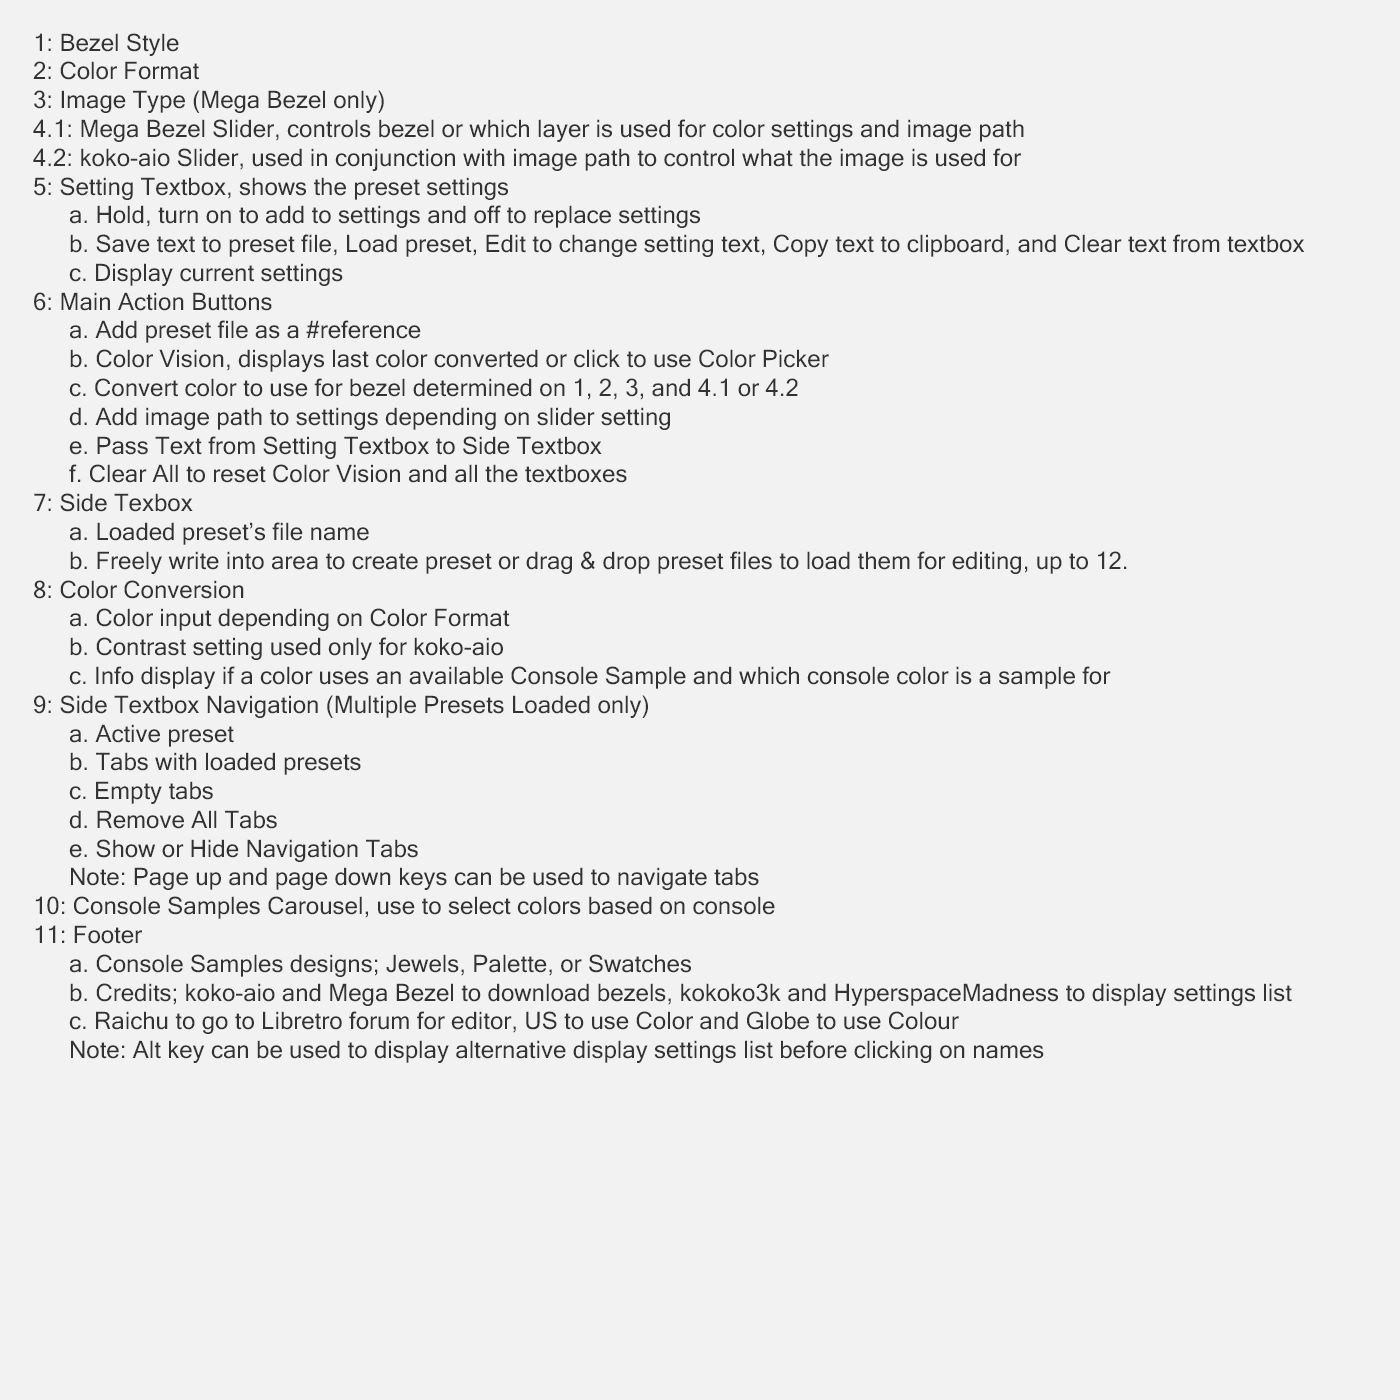 1: Bezel Style
2: Color Format
3: Image Type (Mega Bezel only)
4.1: Mega Bezel Slider, controls bezel or which layer is used for color settings and image path
4.2: koko-aio Slider, used in conjunction with image path to control what the image is used for
5: Setting Textbox, shows the preset settings
a. Hold, turn on to add to settings and off to replace settings
b. Save text to preset file, Load preset, Edit to change setting text, Copy text to clipboard, and Clear text from textbox
c. Display current settings
6: Main Action Buttons
a. Add preset file as a #reference
b. Color Vision, displays last color converted or click to use Color Picker
c. Convert color to use for bezel determined on 1, 2, 3, and 4.1 or 4.2
d. Add image path to settings depending on slider setting
e. Pass Text from Setting Textbox to Side Textbox
f. Clear All to reset Color Vision and all the textboxes
7: Side Texbox
a. Loaded preset’s file name
b. Freely write into area to create preset or drag & drop preset files to load them for editing, up to 12.
8: Color Conversion
a. Color input depending on Color Format
b. Contrast setting used only for koko-aio
c. Info display if a color uses an available Console Sample and which console color is a sample for
9: Side Textbox Navigation (Multiple Presets Loaded only)
a. Active preset
b. Tabs with loaded presets
c. Empty tabs
d. Remove All Tabs
e. Show or Hide Navigation Tabs
Note: Page up and page down keys can be used to navigate tabs
10: Console Samples Carousel, use to select colors based on console
11: Footer
a. Console Samples designs; Jewels, Palette, or Swatches
b. Credits; koko-aio and Mega Bezel to download bezels, kokoko3k and HyperspaceMadness to display settings list
c. Raichu to go to Libretro forum for editor, US to use Color and Globe to use Colour
Note: Alt key can be used to display alternative display settings list before clicking on names